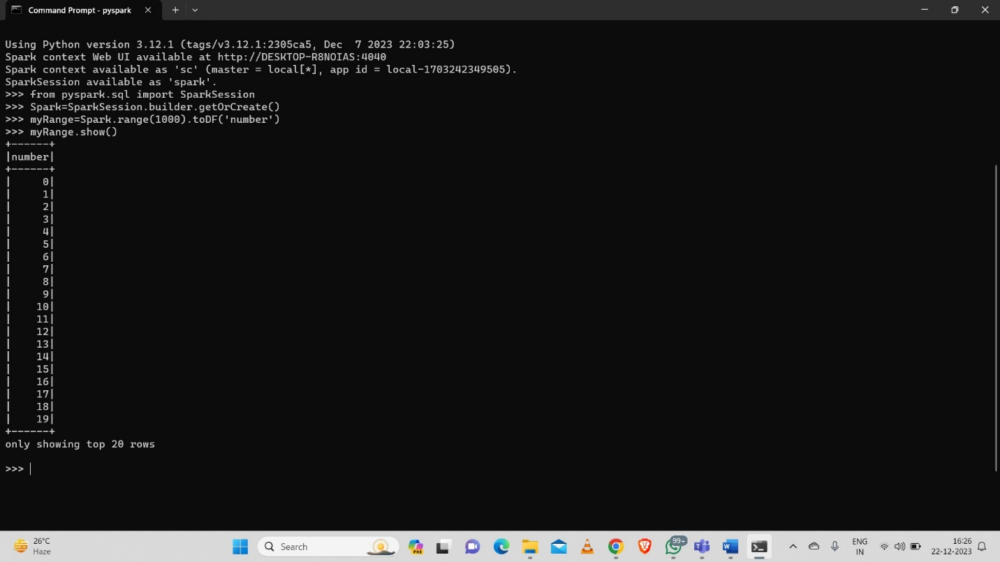 Command Prompt - pyspark
Using Python version 3.12.1 (tags/v3.12.1:2305ca5, Dec  7 2023 22:03:25)
Spark context Web UI available at http://DESKTOP-R8NOIAS:4040
Spark context available as 'sc' (master = local[*], app id = local-1703242349505).
SparkSession available as 'spark'.
>>> from pyspark.sql import SparkSession
>>> Spark=SparkSession.builder.getOrCreate()
>>> myRange=Spark.range(1000).toDF('number')
>>> myRange.show()
+------+
|number|
+------+
|     0|
|     1|
|     2|
|     3|
|     4|
|     5|
|     6|
|     7|
|     8|
|     9|
|    10|
|    11|
|    12|
|    13|
|    14|
|    15|
|    16|
|    17|
|    18|
|    19|
+------+
only showing top 20 rows
>>>
26°C
Haze
Search
PRE
99+
ENG
IN
16:26
22-12-2023